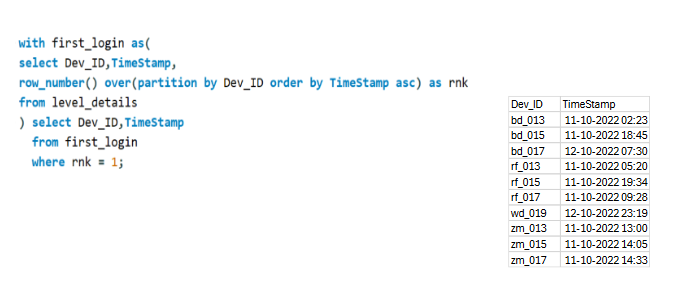 with first_login as(
select Dev_ID,TimeStamp,
row_number() over(partition by Dev_ID order by TimeStamp asc) as rnk
from level_details
) select Dev_ID,TimeStamp
from first_login
where rnk = 1;
Dev_ID TimeStamp
bd_013 11-10-2022 02:23
bd_015 11-10-2022 18:45
bd_017 12-10-2022 07:30
rf_013 11-10-2022 05:20
rf_015 11-10-2022 19:34
rf_017 11-10-2022 09:28
wd_019 12-10-2022 23:19
zm_013 11-10-2022 13:00
zm_015 11-10-2022 14:05
zm_017 11-10-2022 14:33